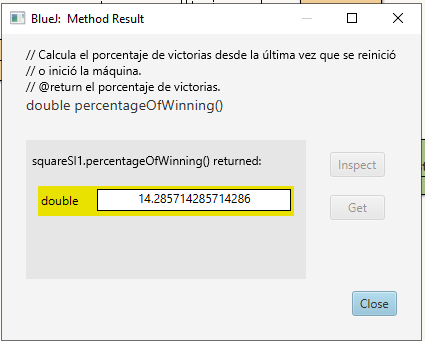 BlueJ: Method Result
// Calcula el porcentaje de victorias desde la última vez que se reinició
// o inició la máquina.
// @return el porcentaje de victorias.
double percentageOfWinning()
squareSl1.percentageOfWinning() returned:
Inspect
double 14.285714285714286
Get
Close